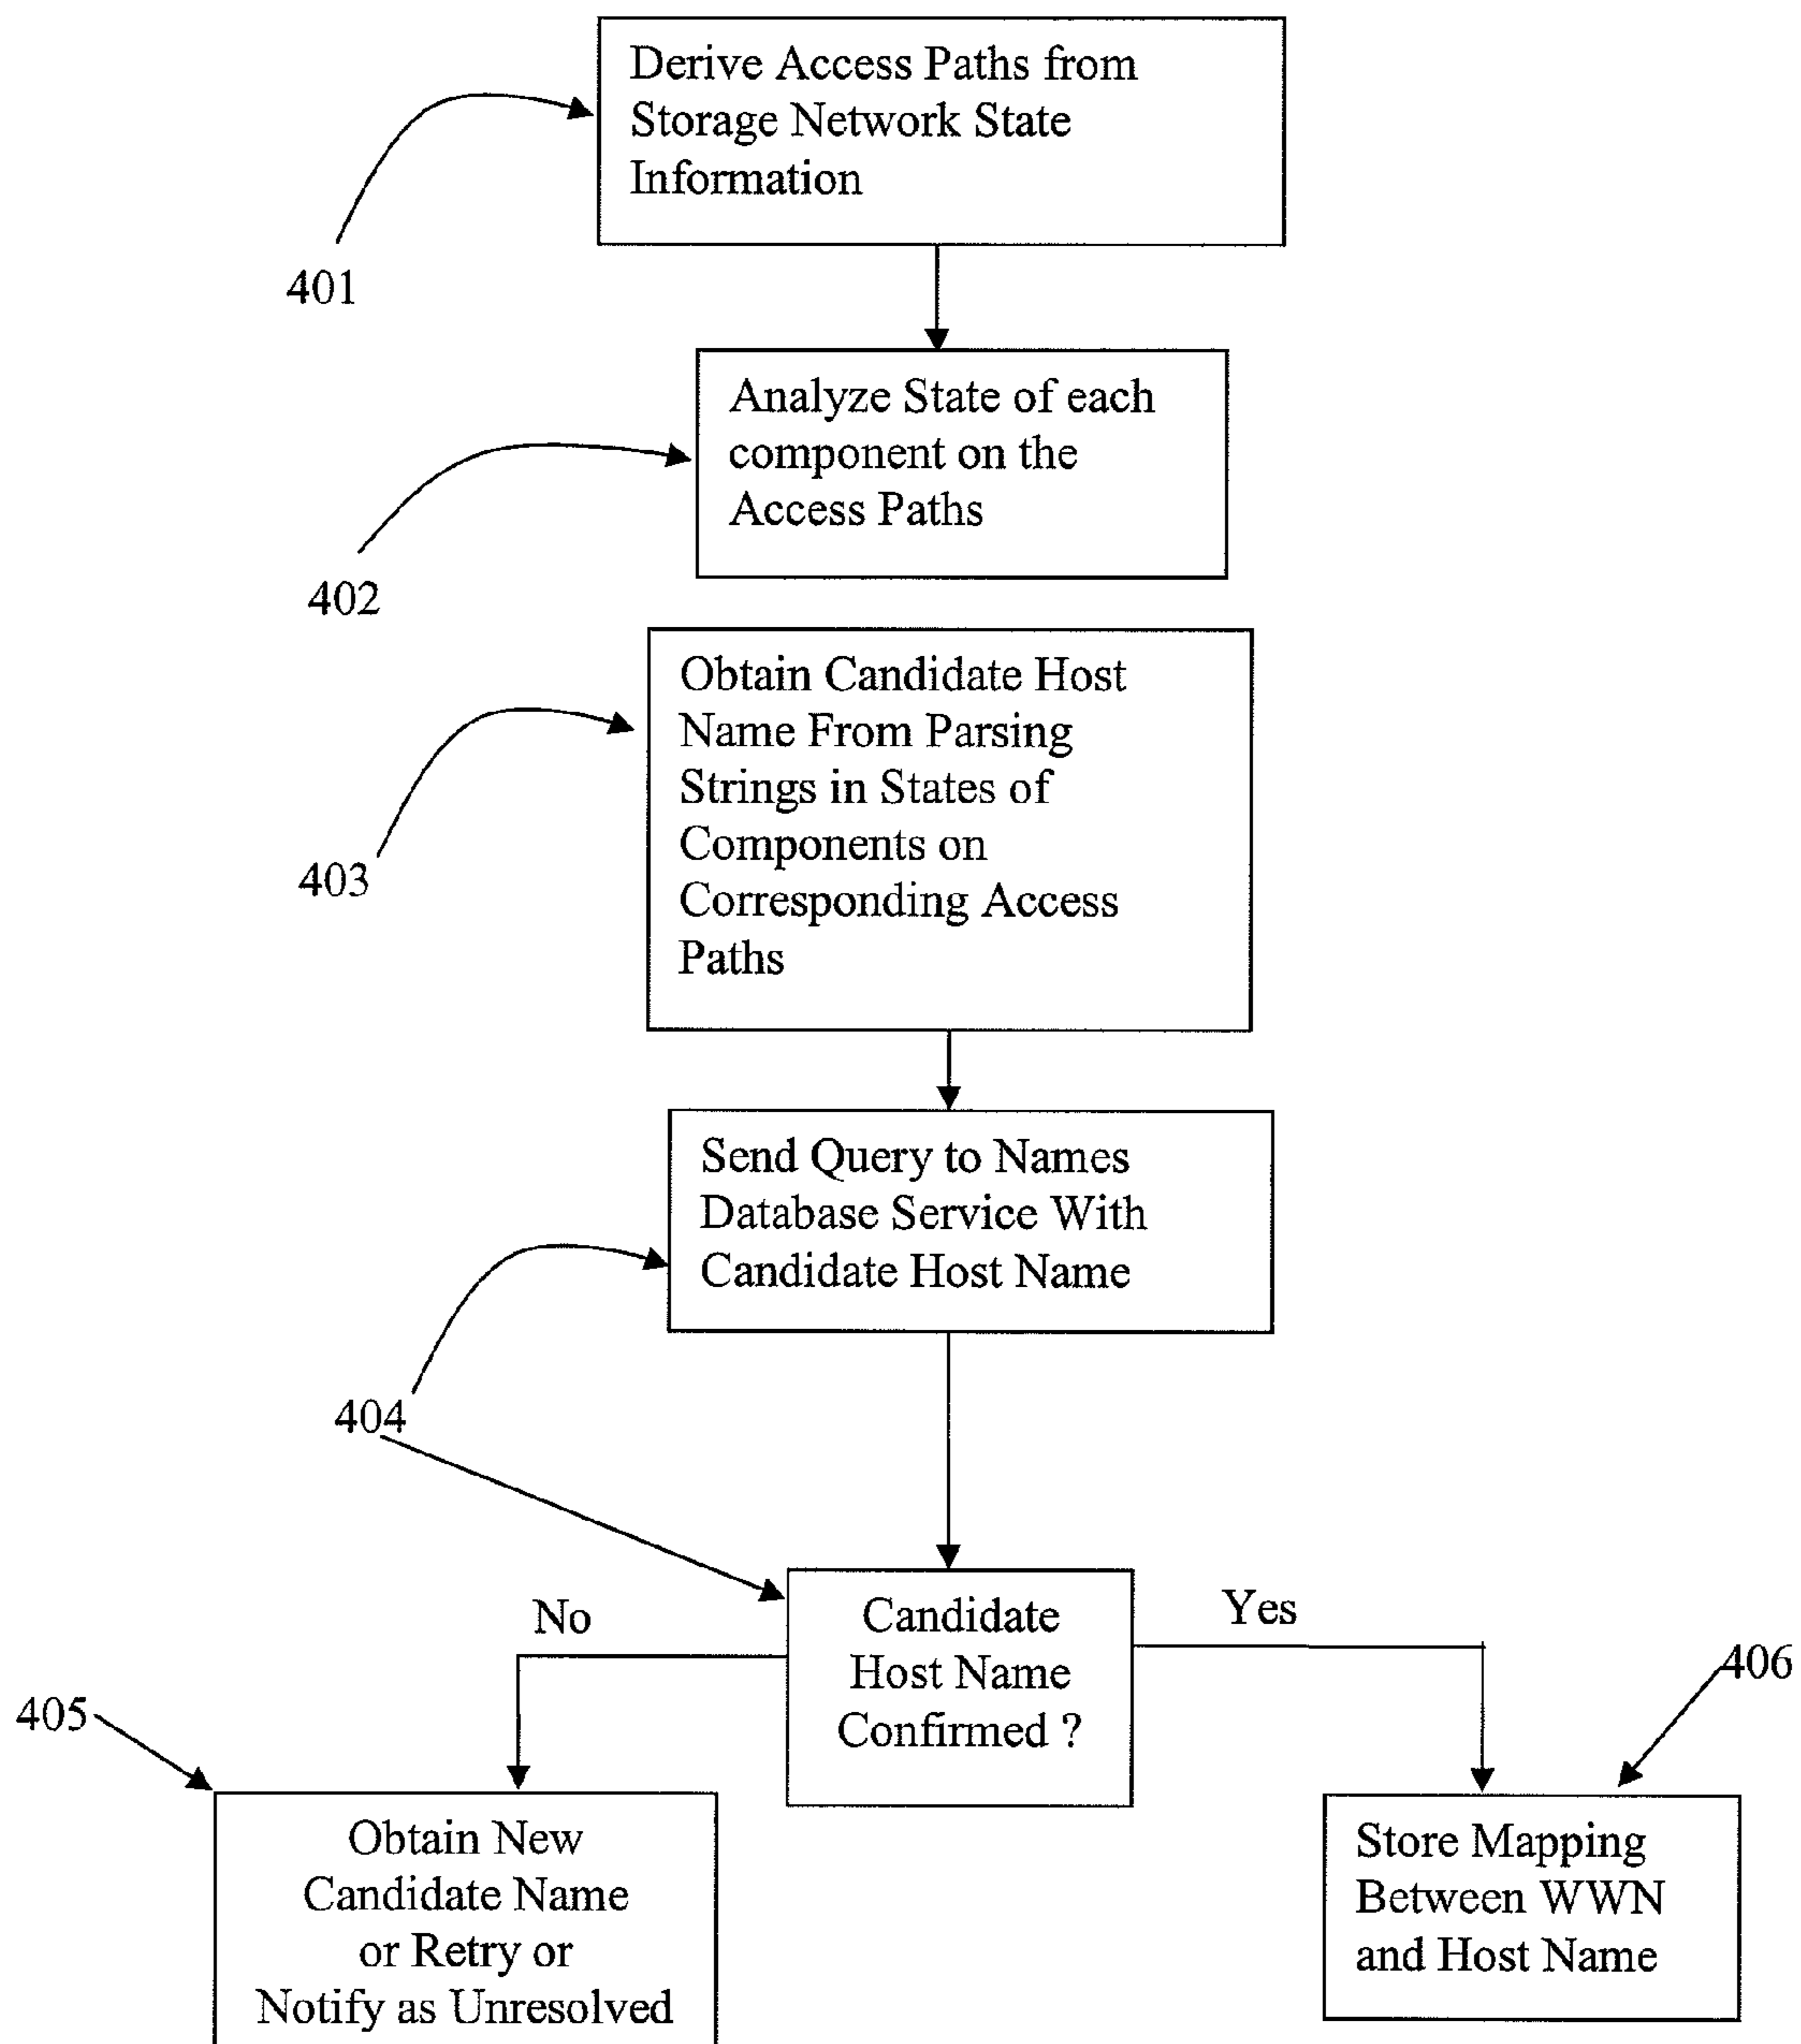 Derive Access Paths from
Storage Network State
Information
401
Analyze State of each
component on the
Access Paths
402
Obtain Candidate Host
Name From Parsing
Strings in States of
Components on
Corresponding Access
Paths
403
Send Query to Names
Database Service With
Candidate Host Name
404
Candidate
Host Name
Confirmed ?
No
Yes
405
406
Obtain New
Candidate Name
or Retry or
Notify as Unresolved
Store Mapping
Between WWN
and Host Name